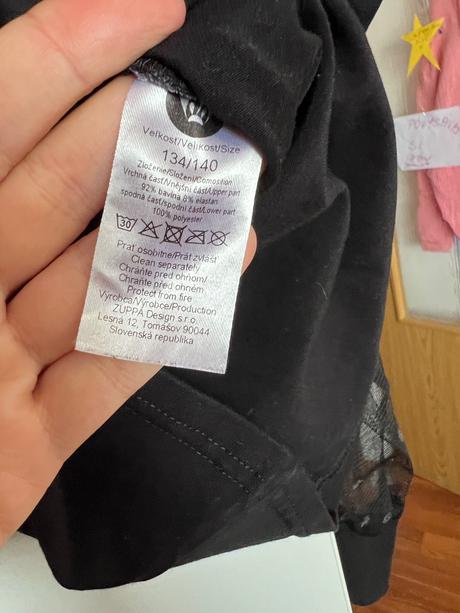 Veľkosť/Velikost/Size
134/140
Zloženie/Složení/Comosition
Vrchná časť/Vnější část/Upper part
92% bavlna 8% elastan
spodná časť/spodní část/Lower part
100% polyester
30
Prať osobitne/Prát zvlášť
Clean separately
Chráňte pred ohňom/
Chraňte před ohněm
Protect from fire
Výrobca/Výrobce/Production
ZUPPA Design s.r.o.
Lesná 12, Tomášov 90044
Slovenská republika